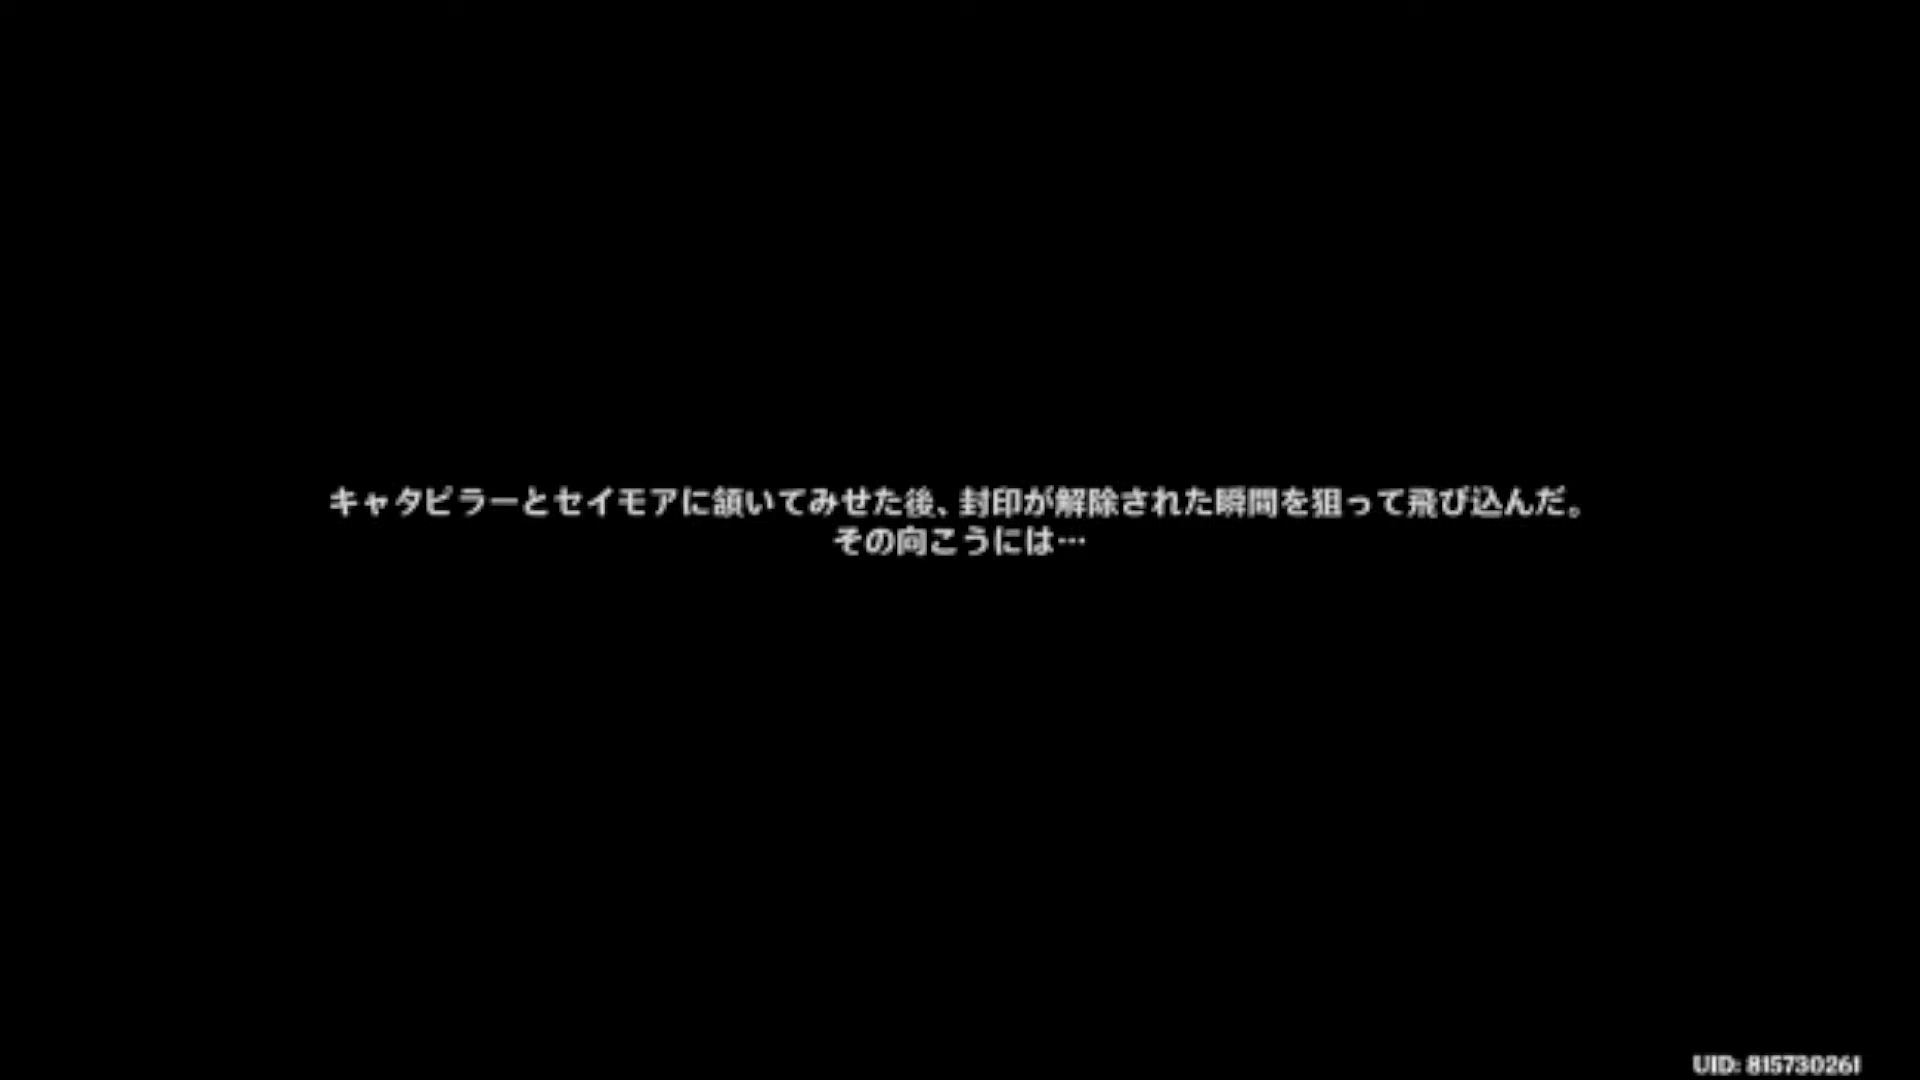 キャタピラーとセイモアに頷いてみせた後、封印が解除された瞬間を狙って飛び込んだ。
その向こうには…
UID: 815730261